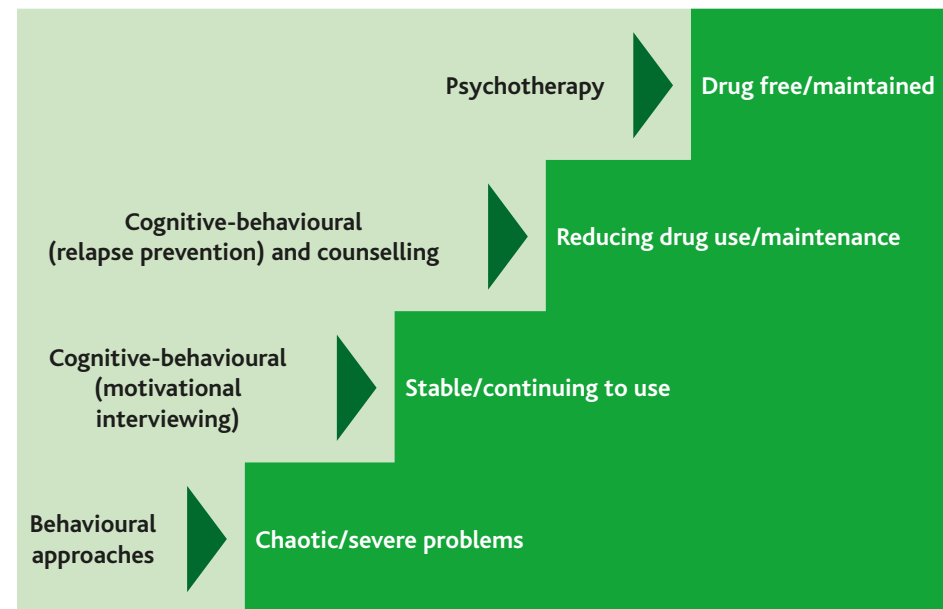 Psychotherapy
Drug free/maintained
Cognitive-behavioural
(relapse prevention) and counselling
Reducing drug use/maintenance
Cognitive-behavioural
(motivational
interviewing)
Stable/continuing to use
Behavioural
approaches
Chaotic/severe problems